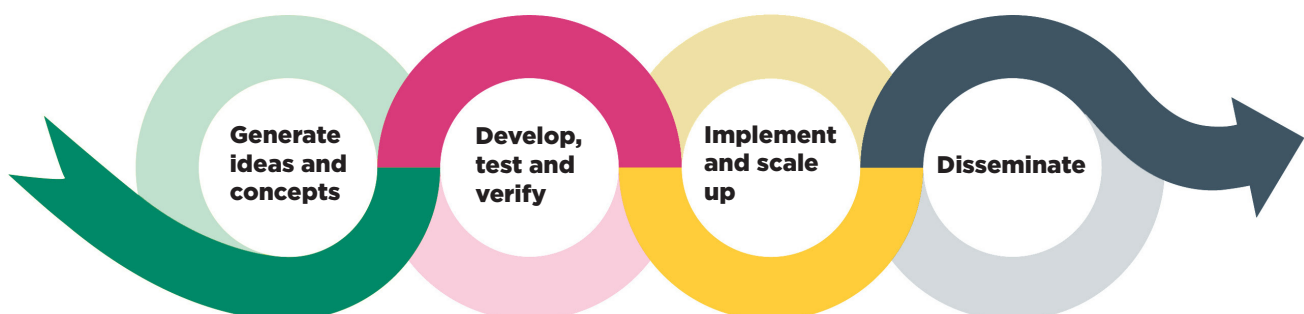 Generate
ideas and
concepts
Develop,
test and
verify
Implement
and scale
up
Disseminate